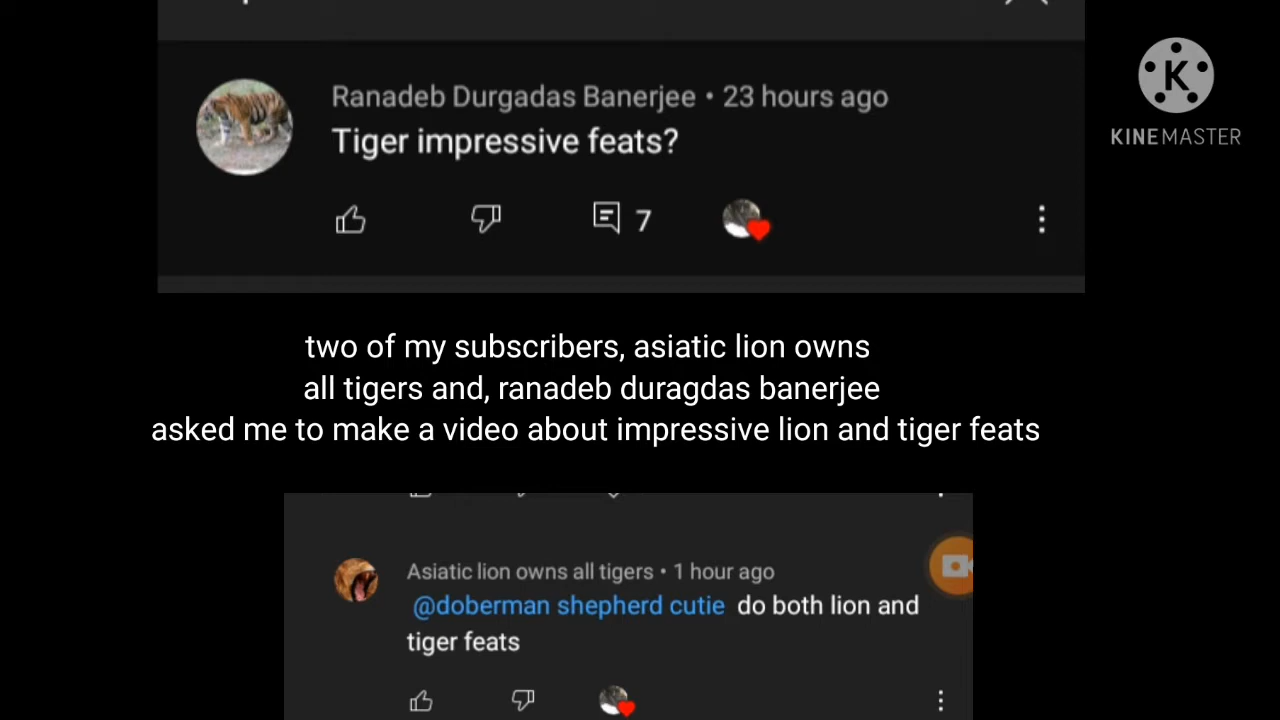 Ranadeb Durgadas Banerjee • 23 hours ago
Tiger impressive feats?
7
K
KINEMASTER
two of my subscribers, asiatic lion owns
all tigers and, ranadeb duragdas banerjee
asked me to make a video about impressive lion and tiger feats
Asiatic lion owns all tigers • 1 hour ago
@doberman shepherd cutie do both lion and
tiger feats